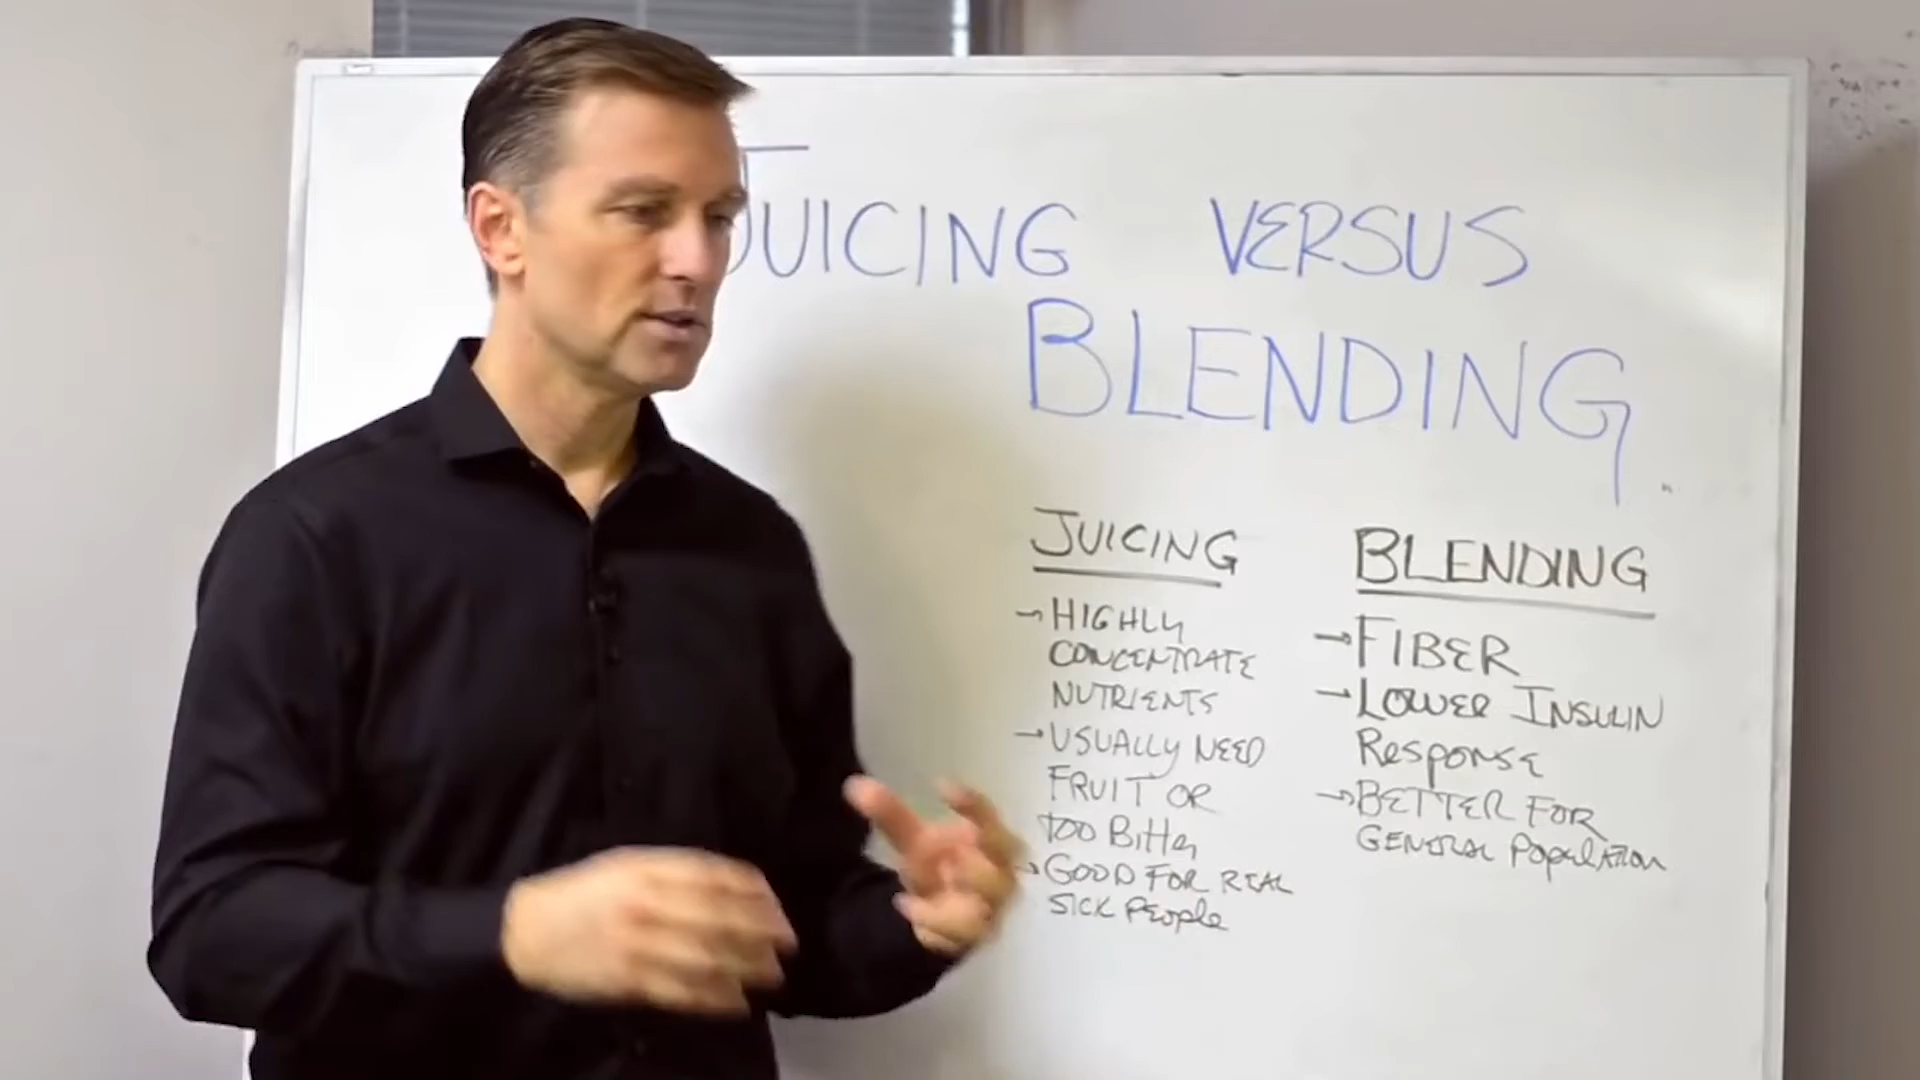 JUICING VERSUS
BLENDING
JUICING
→ HIGHLY
CONCENTRATE
NUTRIENTS
→ USUALLY NEED
FRUIT OR
TOO BITTER
→ GOOD FOR REAL
SICK PEOPLE
BLENDING
→ FIBER
→ LOWER INSULIN
RESPONSE
→ BETTER FOR
GENERAL POPULATION